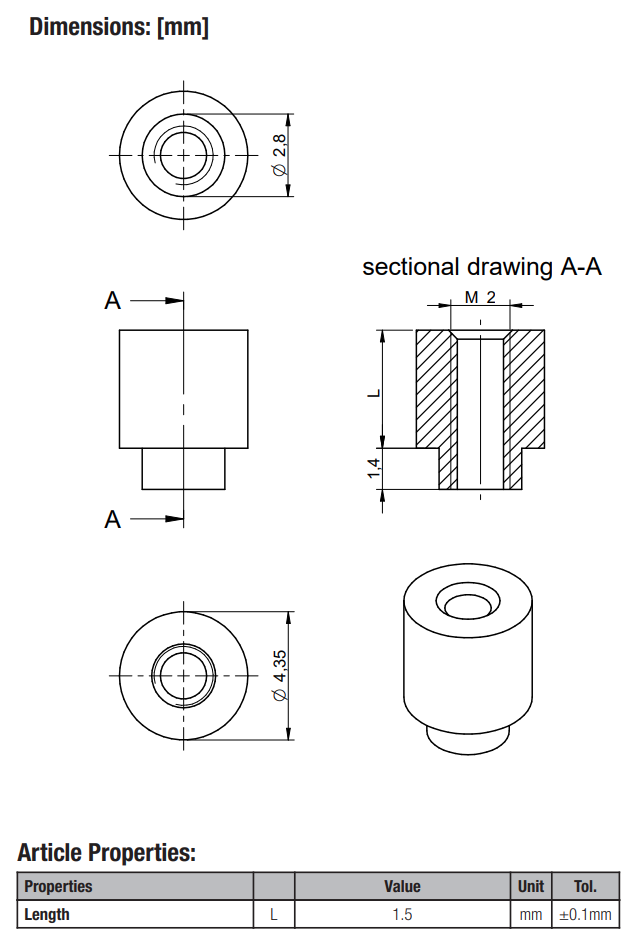 Dimensions: [mm]
Ø 2,8
sectional drawing A-A
A
M 2
L
1,4
A
Ø 4,35
Article Properties:
Properties Value Unit Tol.
Length L 1.5 mm ±0.1mm